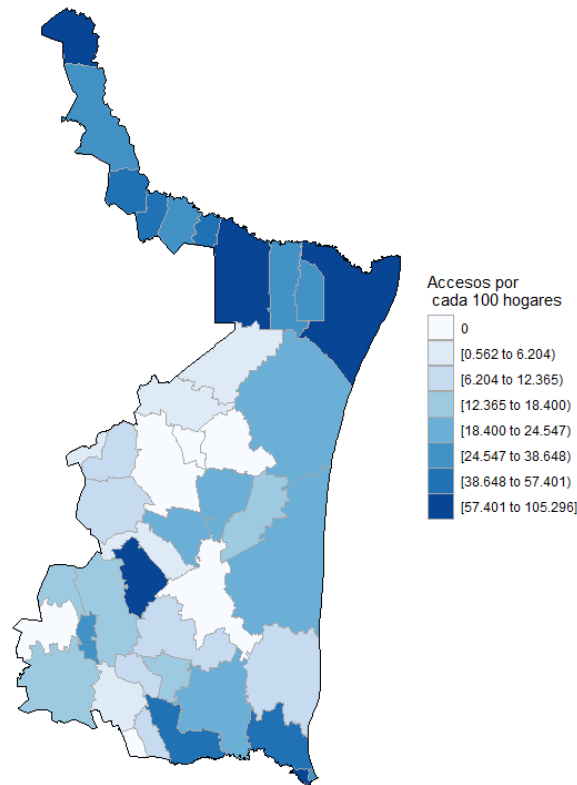 Accesos por
cada 100 hogares
0
[0.562 to 6.204)
[6.204 to 12.365)
[12.365 to 18.400)
[18.400 to 24.547)
[24.547 to 38.648)
[38.648 to 57.401)
[57.401 to 105.296]